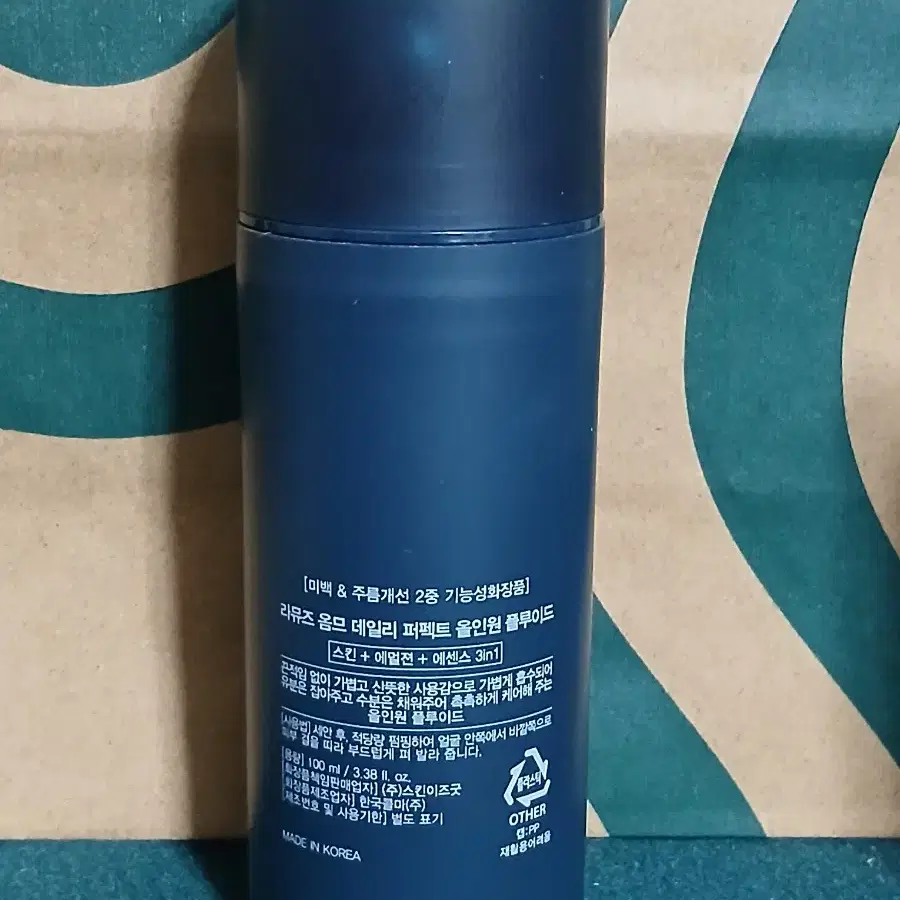 [미백 & 주름개선 2중 기능성화장품]
라뮤즈 옴므 데일리 퍼펙트 올인원 플루이드
스킨 + 에멀젼 + 에센스 3in1
끈적임 없이 가볍고 산뜻한 사용감으로 가볍게 흡수되어
유분은 잡아주고 수분은 채워주어 촉촉하게 케어해 주는
올인원 플루이드
[사용법] 세안 후, 적당량 펌핑하여 얼굴 안쪽에서 바깥쪽으로
피부 결을 따라 부드럽게 펴 발라 줍니다.
[용량] 100 ml / 3.38 fl. oz.
[화장품책임판매업자] (주)스킨이즈굿
[화장품제조업자] 한국콜마(주)
[제조번호 및 사용기한] 별도 표기
MADE IN KOREA
플라스틱
OTHER
캡:PP
재활용어려움